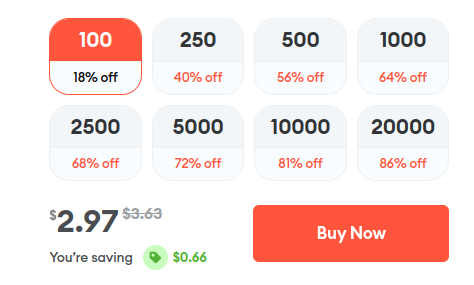 100 250 500 1000
18% off 40% off 56% off 64% off
2500 5000 10000 20000
68% off 72% off 81% off 86% off
$2.97 $3.63
Buy Now
You're saving $0.66